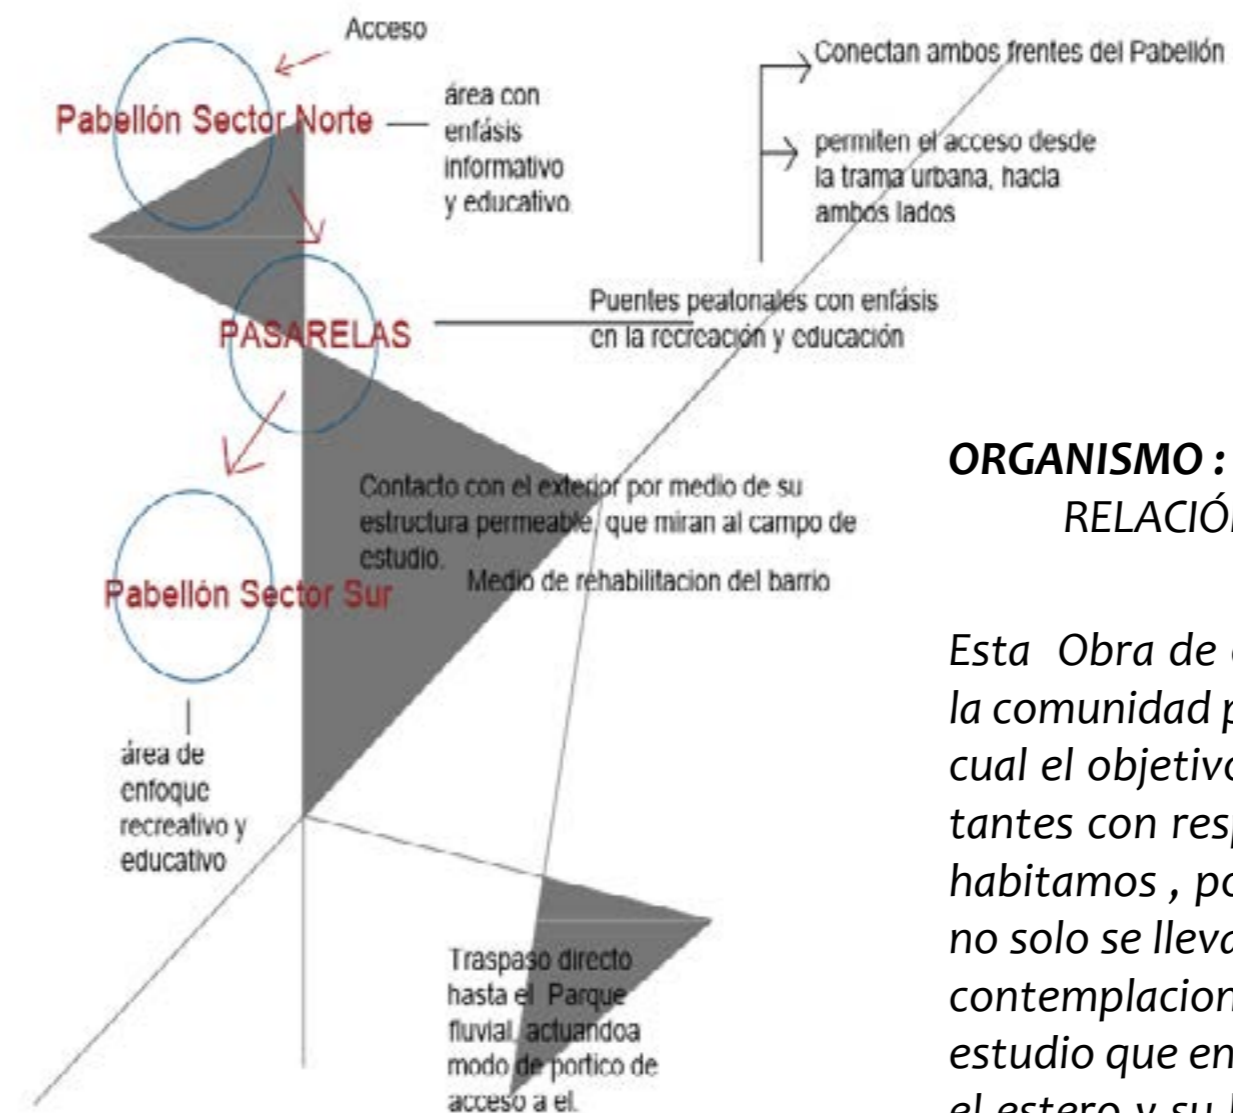 Acceso
Pabellón Sector Norte
área con
enfásis
informativo
y educativo
Conectan ambos frentes del Pabellón
permiten el acceso desde
la trama urbana, hacia
ambos lados
PASARELAS
Puentes peatonales con enfásis
en la recreación y educación
Contacto con el exterior por medio de su
estructura permeable, que miran al campo de
estudio.
Medio de rehabilitacion del barrio
Pabellón Sector Sur
área de
enfoque
recreativo y
educativo
Traspaso directo
hasta el Parque
fluvial, actuandoa
modo de portico de
acceso a el.
ORGANISMO :
Esta Obra de
la comunidad
cual el objetivo
tantes con
habitamos ,
no solo se
contemplacion
estudio que
el estero y su